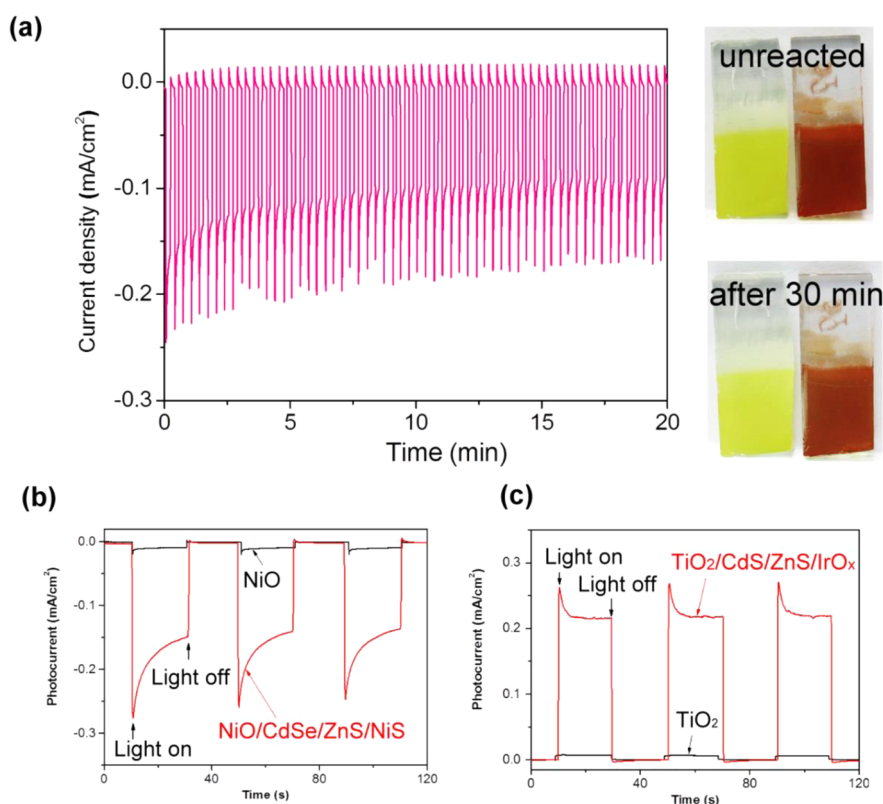 (a)
0.0
-0.1
-0.2
-0.3
Current density (mA/cm²)
0
5
10
15
20
Time (min)
unreacted
after 30 min
(b)
0.0
-0.1
-0.2
-0.3
Photocurrent (mA/cm²)
NiO
Light off
NiO/CdSe/ZnS/NiS
Light on
0
40
80
120
Time (s)
(c)
0.3
0.2
0.1
0.0
Photocurrent (mA/cm²)
Light on
TiO₂/CdS/ZnS/IrOₓ
Light off
TiO₂
0
40
80
120
Time (s)